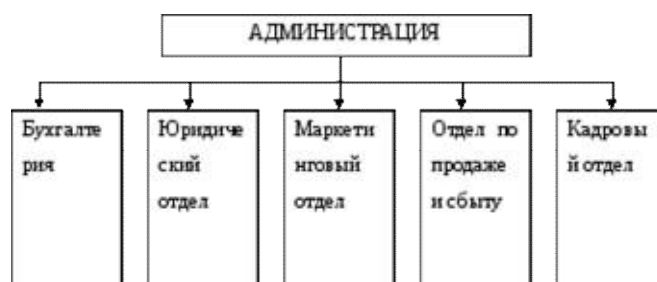 АДМИНИСТРАЦИЯ
Бухгалте
рия
Юридиче
ский
отдел
Маркети
нговый
отдел
Отдел по
продаже
и сбыту
Кадровы
й отдел